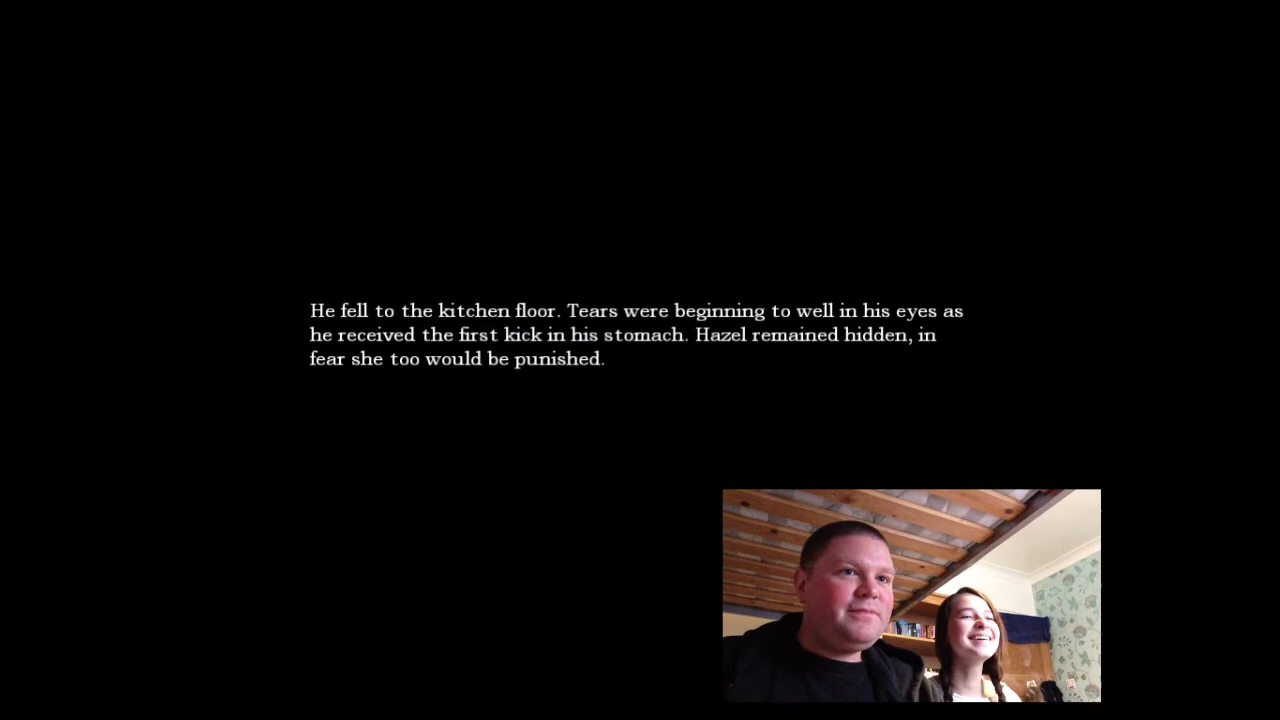 He fell to the kitchen floor. Tears were beginning to well in his eyes as
he received the first kick in his stomach. Hazel remained hidden, in
fear she too would be punished.